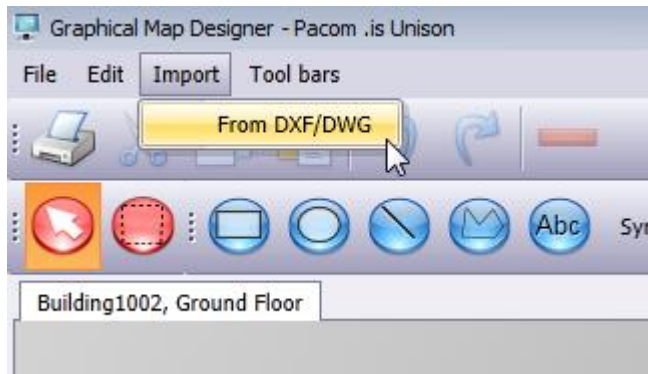 Graphical Map Designer - Pacom .is Unison
File Edit Import Tool bars
From DXF/DWG
Abc
Building1002, Ground Floor